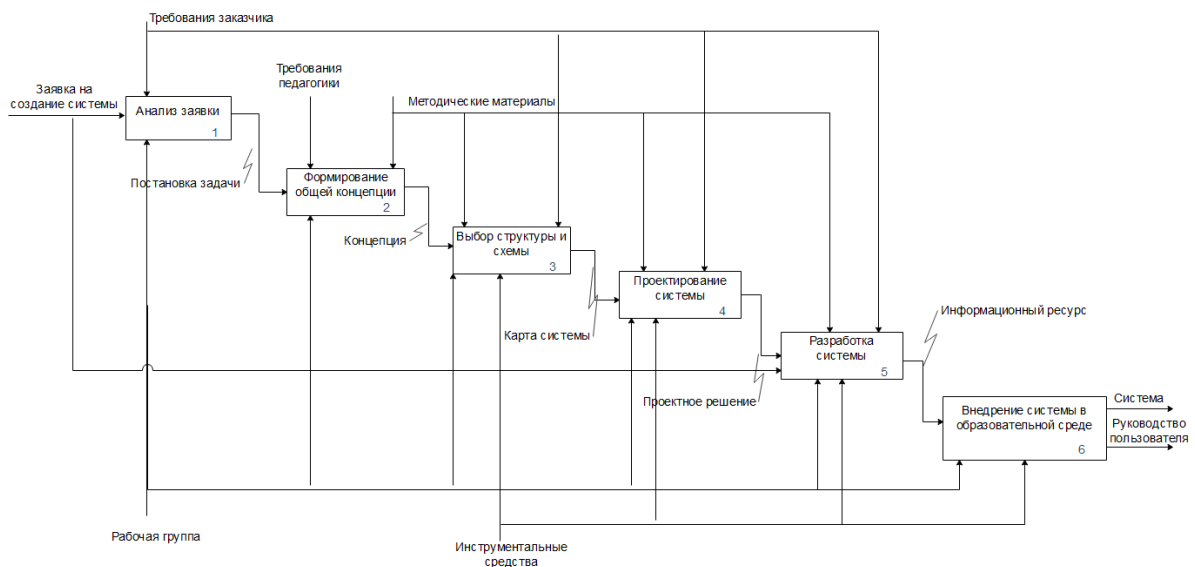 Требования заказчика
Заявка на
создание системы
Требования
педагогики
Анализ заявки
1
Методические материалы
Постановка задачи
Формирование
общей концепции
2
Концепция
Выбор структуры и
схемы
3
Проектирование
системы
4
Карта системы
Информационный ресурс
Разработка
системы
5
Проектное решение
Внедрение системы в
образовательной среде
6
Система
Руководство
пользователя
Рабочая группа
Инструментальные
средства